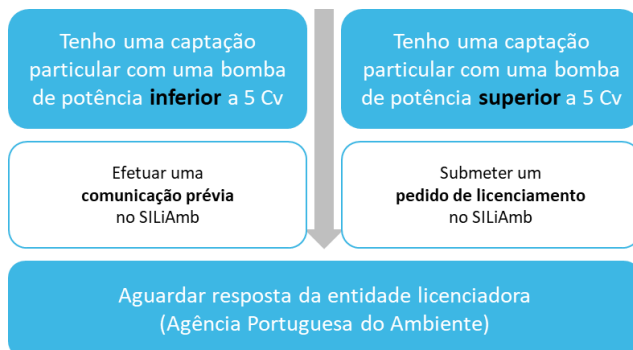 Tenho uma captação
particular com uma bomba
de potência inferior a 5 Cv
Efetuar uma
comunicação prévia
no SILiAmb
Tenho uma captação
particular com uma bomba
de potência superior a 5 Cv
Submeter um
pedido de licenciamento
no SILiAmb
Aguardar resposta da entidade licenciadora
(Agência Portuguesa do Ambiente)